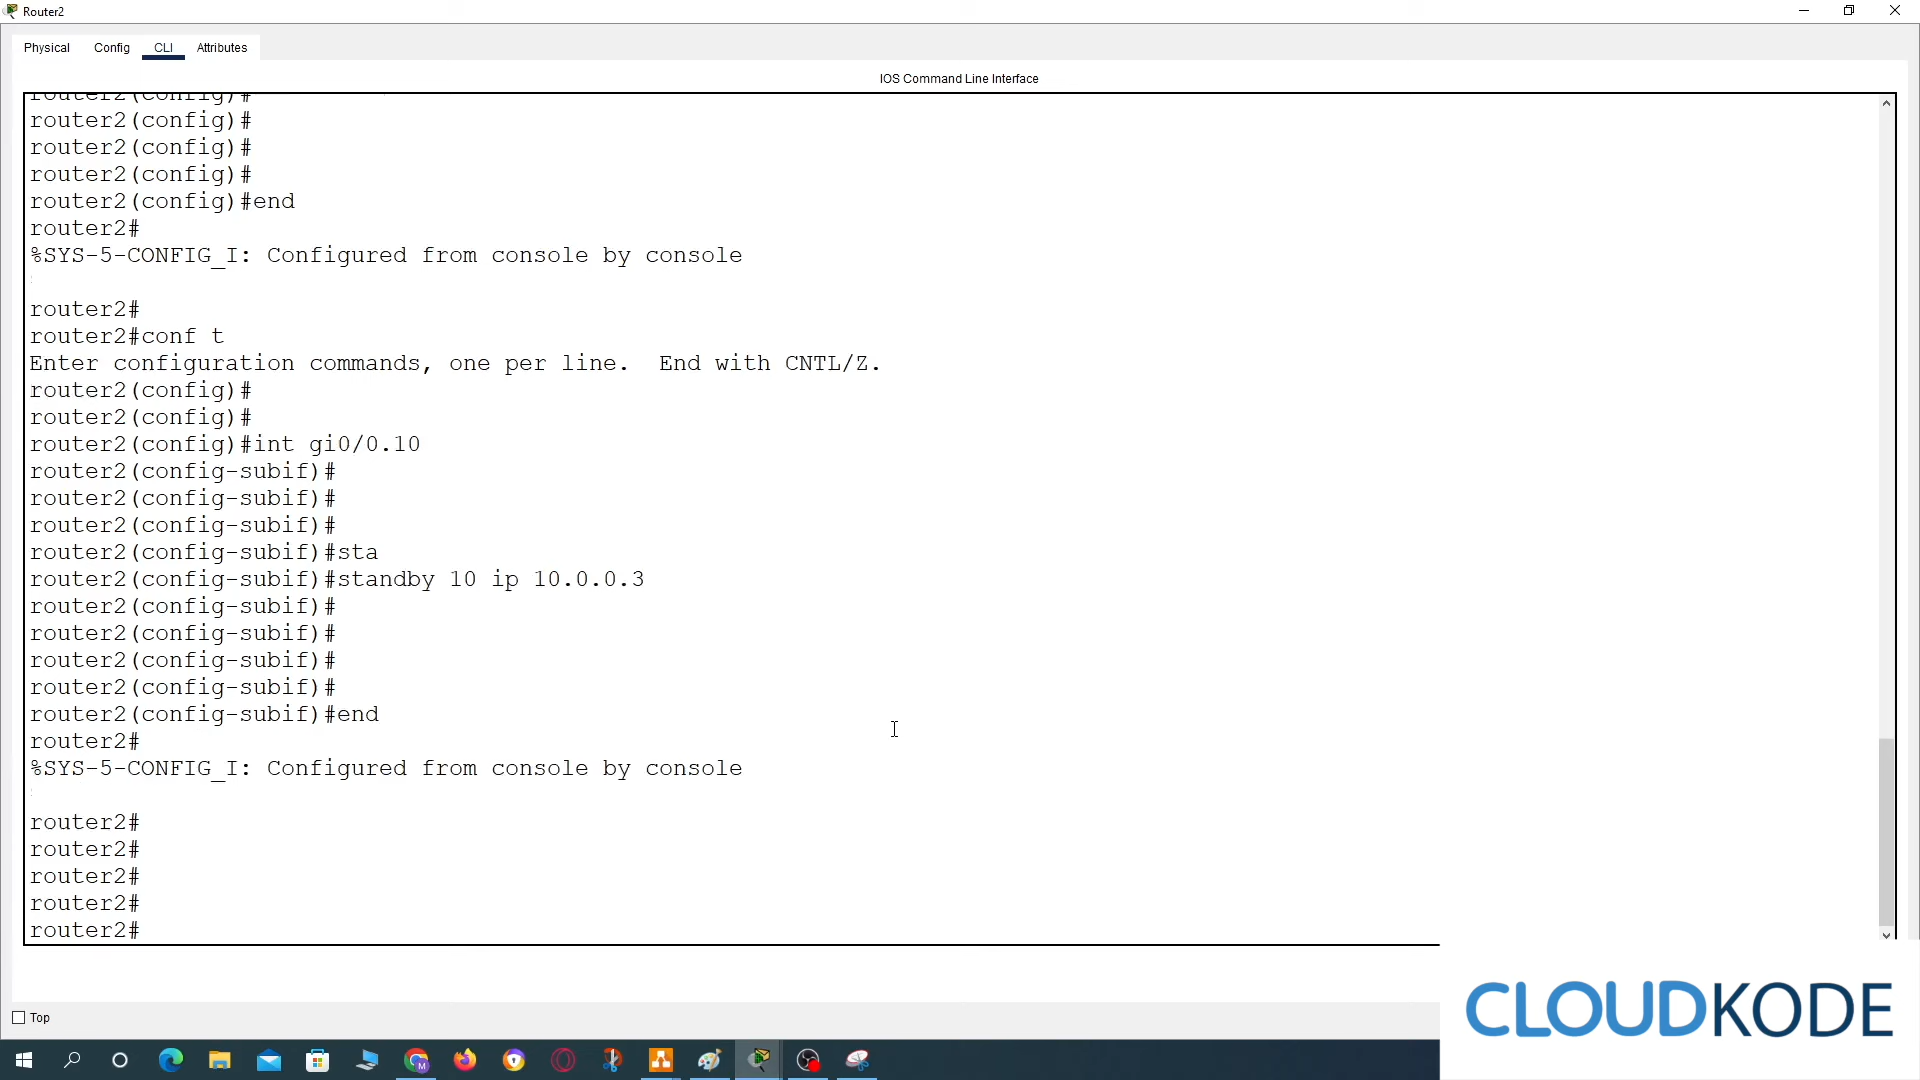 Router2
Physical Config CLI Attributes
IOS Command Line Interface
router2(config)#
router2(config)#
router2(config)#
router2(config)#
router2(config)#end
router2#
%SYS-5-CONFIG_I: Configured from console by console
router2#
router2#conf t
Enter configuration commands, one per line.  End with CNTL/Z.
router2(config)#
router2(config)#
router2(config)#int gi0/0.10
router2(config-subif)#
router2(config-subif)#
router2(config-subif)#
router2(config-subif)#sta
router2(config-subif)#standby 10 ip 10.0.0.3
router2(config-subif)#
router2(config-subif)#
router2(config-subif)#
router2(config-subif)#
router2(config-subif)#end
router2#
%SYS-5-CONFIG_I: Configured from console by console
router2#
router2#
router2#
router2#
router2#
Top
CLOUDKODE